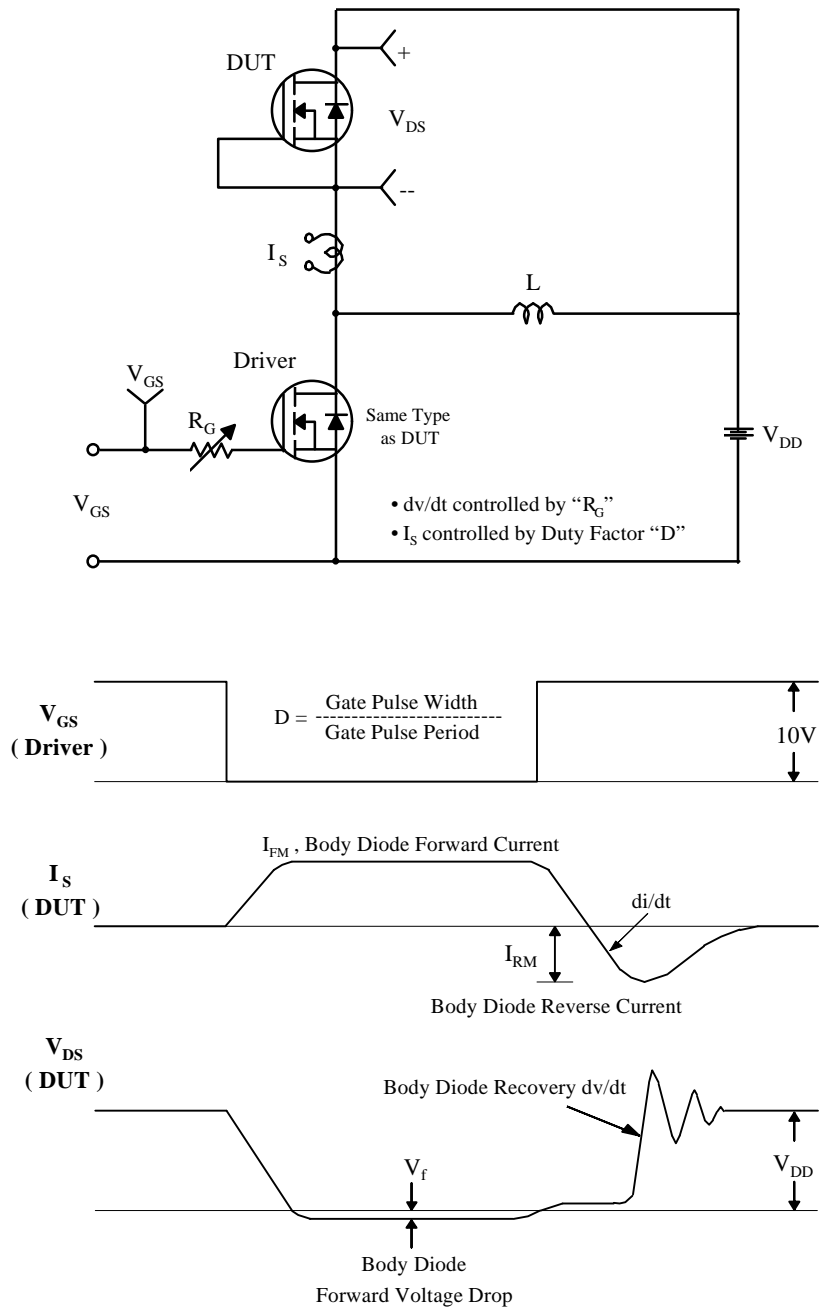 DUT
+
V_DS
--
I_S
L
Driver
V_GS
R_G
Same Type
as DUT
V_DD
V_GS
• dv/dt controlled by “R_G”
• I_S controlled by Duty Factor “D”
V_GS
( Driver )
D = Gate Pulse Width
--------------------------
Gate Pulse Period
10V
I_FM , Body Diode Forward Current
I_S
( DUT )
di/dt
I_RM
Body Diode Reverse Current
V_DS
( DUT )
Body Diode Recovery dv/dt
V_f
V_DD
Body Diode
Forward Voltage Drop